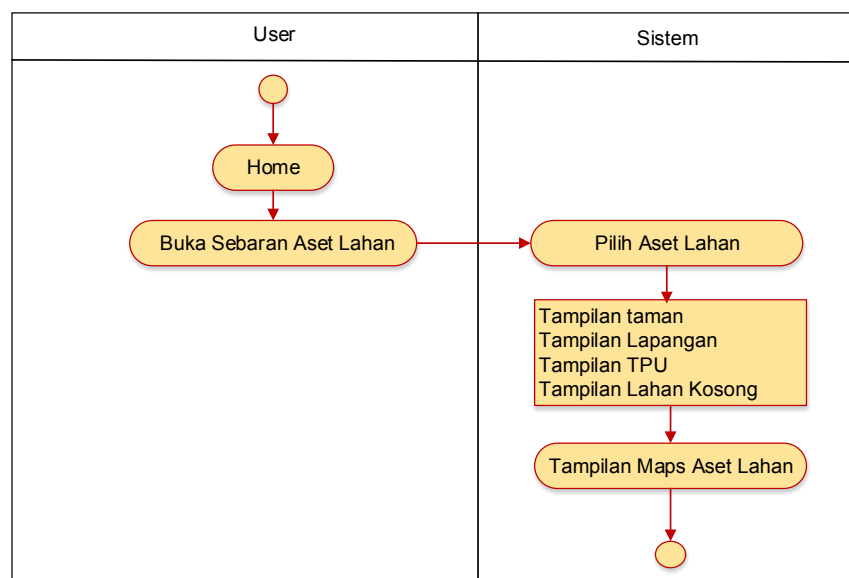 User
Sistem
Home
Buka Sebaran Aset Lahan
Pilih Aset Lahan
Tampilan taman
Tampilan Lapangan
Tampilan TPU
Tampilan Lahan Kosong
Tampilan Maps Aset Lahan